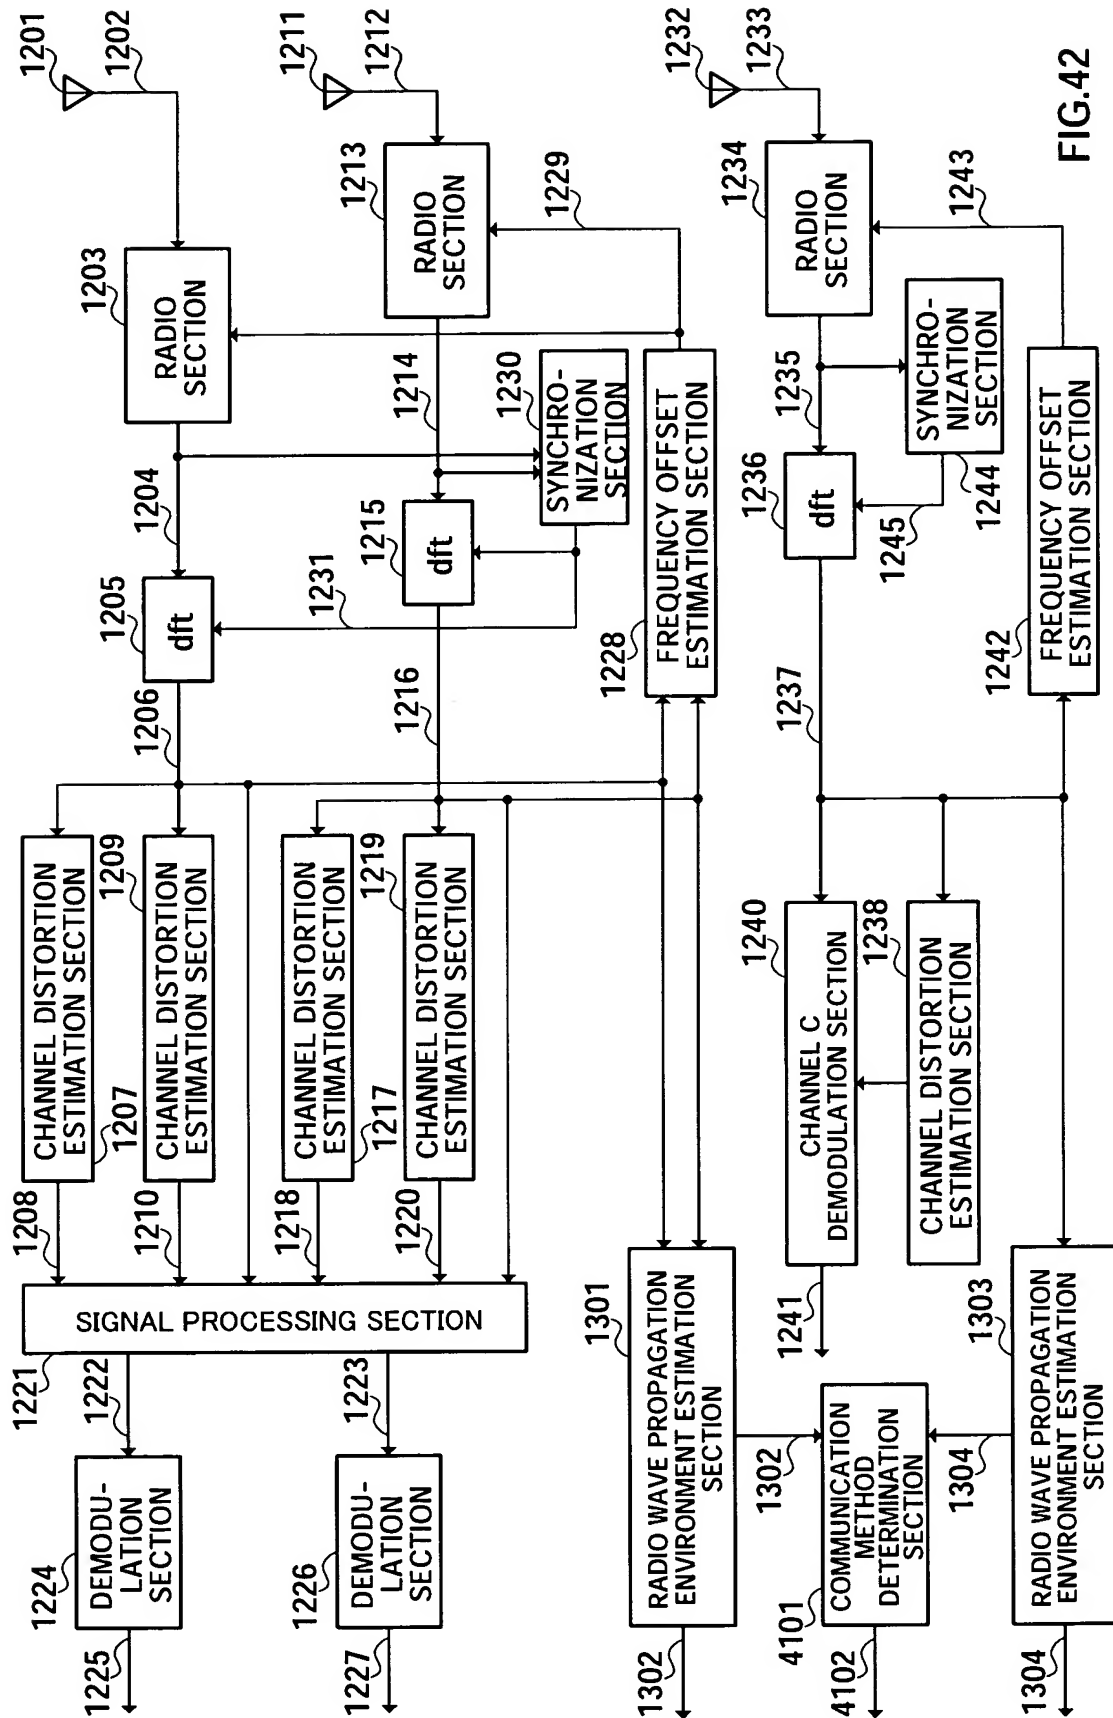 1201
1202
1203
RADIO
SECTION
1204
1205
dft
1206
1207
CHANNEL DISTORTION
ESTIMATION SECTION
1208
1209
CHANNEL DISTORTION
ESTIMATION SECTION
1210
1211
1212
1213
RADIO
SECTION
1214
1215
dft
1216
1217
CHANNEL DISTORTION
ESTIMATION SECTION
1218
1219
CHANNEL DISTORTION
ESTIMATION SECTION
1220
SIGNAL PROCESSING SECTION
1221
1222
1223
1224
DEMODU-
LATION
SECTION
1225
1226
DEMODU-
LATION
SECTION
1227
1228
FREQUENCY OFFSET
ESTIMATION SECTION
1229
1230
SYNCHRO-
NIZATION
SECTION
1231
1232
1233
1234
RADIO
SECTION
1235
1236
dft
1237
1238
CHANNEL DISTORTION
ESTIMATION SECTION
1240
CHANNEL C
DEMODULATION SECTION
1241
1242
FREQUENCY OFFSET
ESTIMATION SECTION
1243
SYNCHRO-
NIZATION
SECTION
1244
1245
1301
RADIO WAVE PROPAGATION
ENVIRONMENT ESTIMATION
SECTION
1302
1302
1303
RADIO WAVE PROPAGATION
ENVIRONMENT ESTIMATION
SECTION
1304
1304
4101
COMMUNICATION
METHOD
DETERMINATION
SECTION
4102
FIG.42